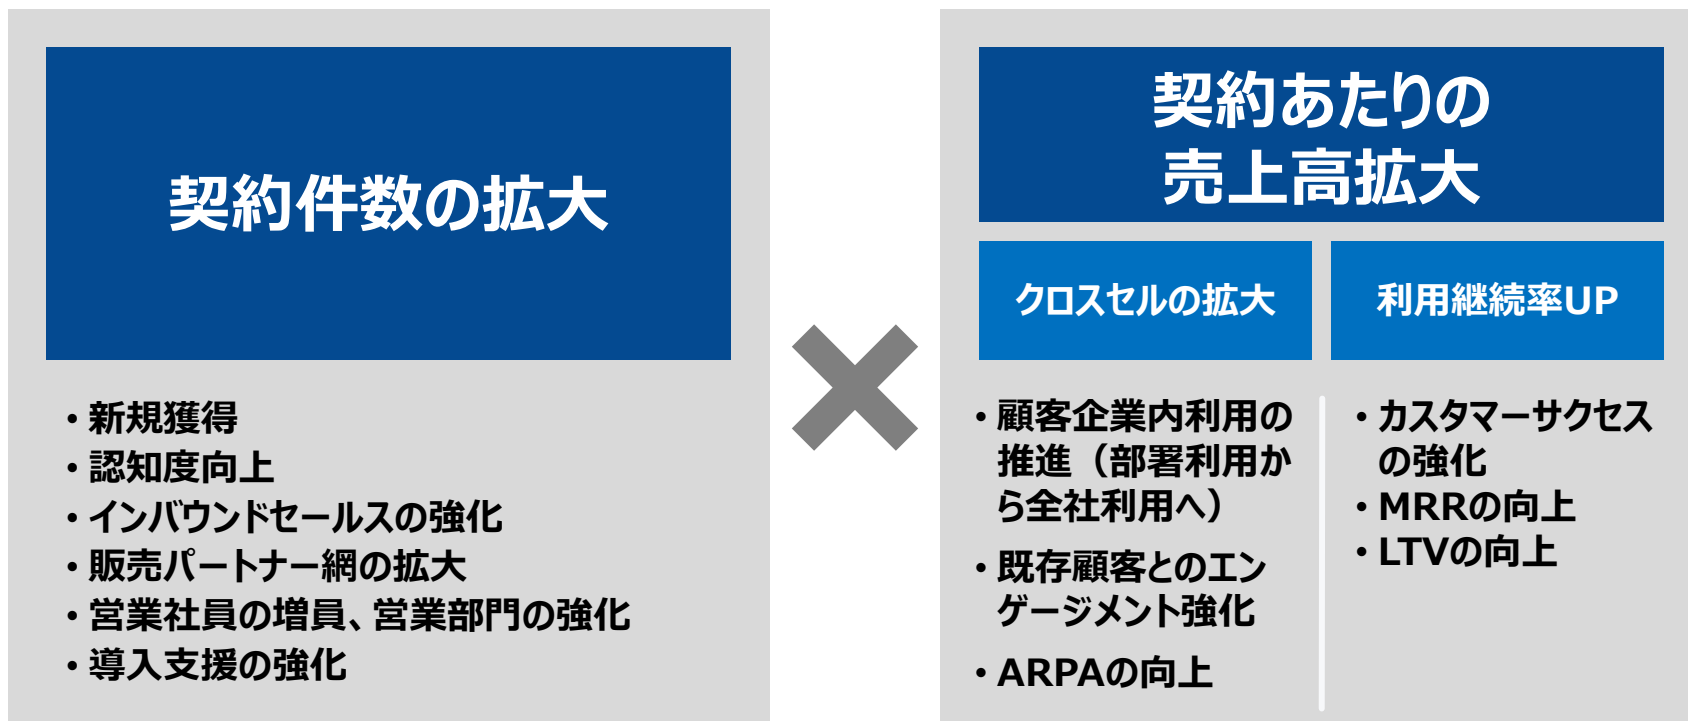 契約件数の拡大
・新規獲得
・認知度向上
・インバウンドセールスの強化
・販売パートナー網の拡大
・営業社員の増員、営業部門の強化
・導入支援の強化
契約あたりの
売上高拡大
クロスセルの拡大
・顧客企業内利用の
推進（部署利用か
ら全社利用へ）
・既存顧客とのエン
ゲージメント強化
・ARPAの向上
利用継続率UP
・カスタマーサクセス
の強化
・MRRの向上
・LTVの向上